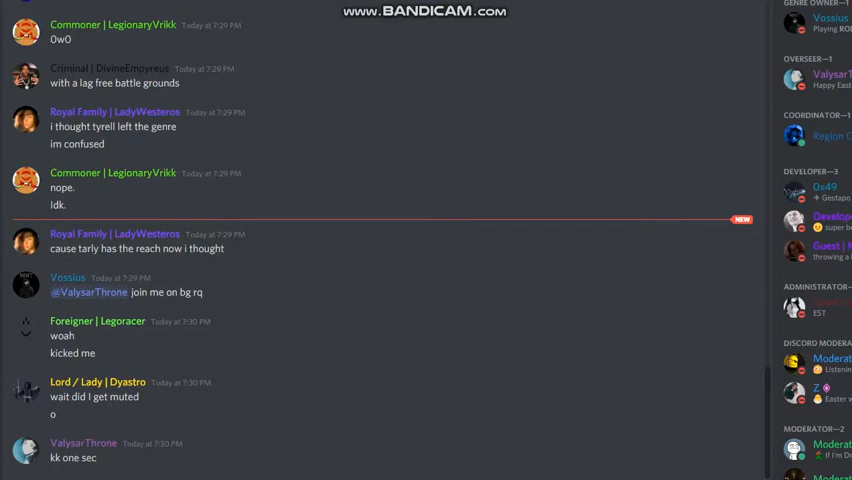 www.BANDICAM.com
GENRE OWNER—1
Commoner | LegionaryVrikk Today at 7:29 PM
0w0
Vossius
Playing
OVERSEER—1
Criminal | DivineEmpyreus Today at 7:29 PM
with a lag free battle grounds
ValysarT
Happy East
Royal Family | LadyWesteros Today at 7:29 PM
i thought tyrell left the genre
im confused
COORDINATOR—1
Region C
Commoner | LegionaryVrikk Today at 7:29 PM
nope.
Idk.
DEVELOPER—3
0x49
Gestapo
NEW
Develope
super b
Royal Family | LadyWesteros Today at 7:29 PM
cause tarly has the reach now i thought
Guest | M
throwing a
Vossius Today at 7:29 PM
@ValysarThrone join me on bg rq
ADMINISTRATOR—1
EST
Foreigner | Legoracer Today at 7:30 PM
woah
kicked me
DISCORD MODERA
Moderat
Listening
Lord / Lady | Dyastro Today at 7:30 PM
wait did I get muted
o
Z
Easter w
MODERATOR—2
ValysarThrone Today at 7:30 PM
kk one sec
Moderat
If I'm D
Moderat